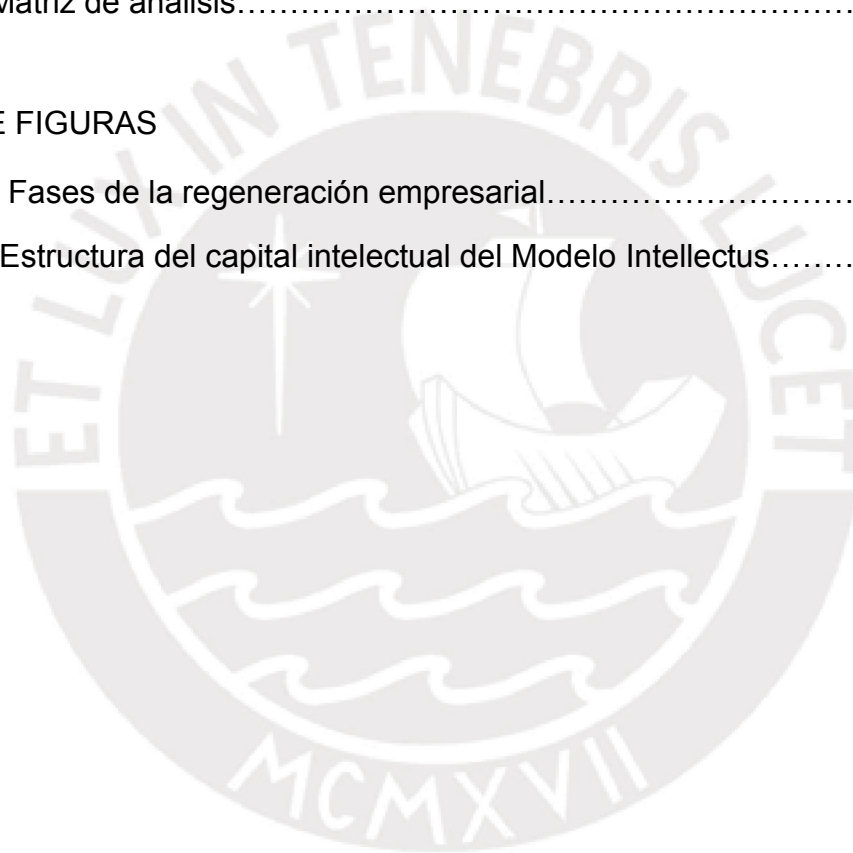 Matriz de análisis……………………………………………………
E FIGURAS
Fases de la regeneración empresarial…………………………
Estructura del capital intelectual del Modelo Intellectus………
ET LUX IN TENEBRIS LUCET
MCMXVII